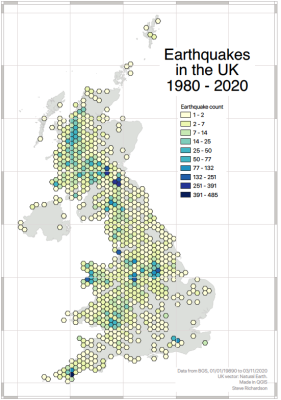 Earthquakes
in the UK
1980 - 2020
Earthquake count
1 - 2
2 - 7
7 - 14
14 - 25
25 - 50
50 - 77
77 - 132
132 - 251
251 - 391
391 - 485
Data from BGS, 01/01/19890 to 03/11/2020
UK vector: Natural Earth.
Made in QGIS
Steve Richardson